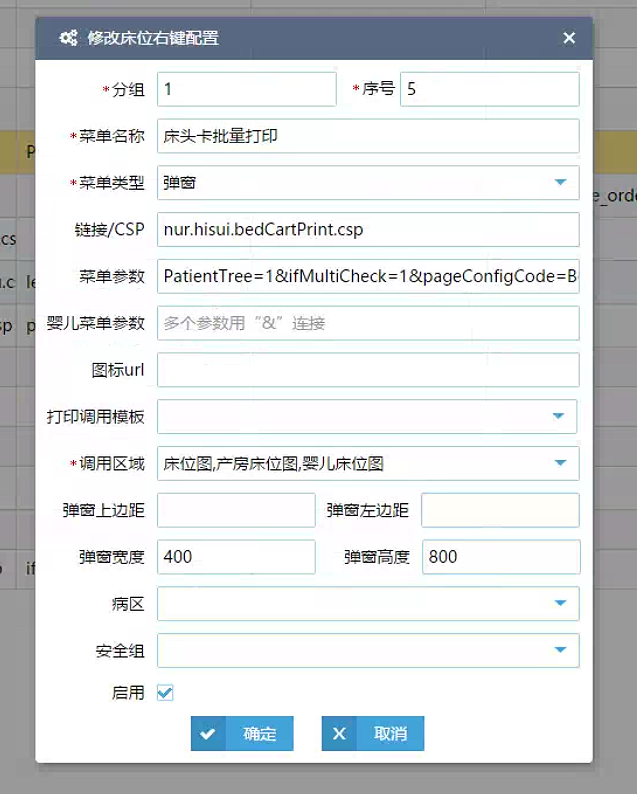 修改床位右键配置
*分组 1 *序号 5
*菜单名称 床头卡批量打印
*菜单类型 弹窗
链接/CSP nur.hisui.bedCartPrint.csp
菜单参数 PatientTree=1&ifMultiCheck=1&pageConfigCode=B
婴儿菜单参数 多个参数用“&”连接
图标url
打印调用模板
*调用区域 床位图,产房床位图,婴儿床位图
弹窗上边距 弹窗左边距
弹窗宽度 400 弹窗高度 800
病区
安全组
启用
确定 取消